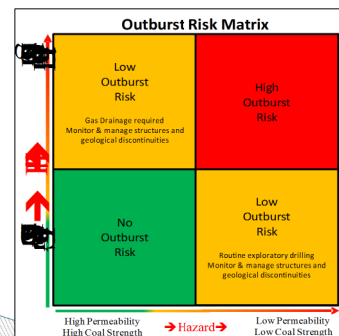 Outburst Risk Matrix
Low
Outburst
Risk
Gas Drainage required
Monitor & manage structures and
geological discontinuities
High
Outburst
Risk
No
Outburst
Risk
Low
Outburst
Risk
Routine exploratory drilling
Monitor & manage structures and
geological discontinuities
High Permeability
High Coal Strength
➔Hazard➔
Low Permeability
Low Coal Strength